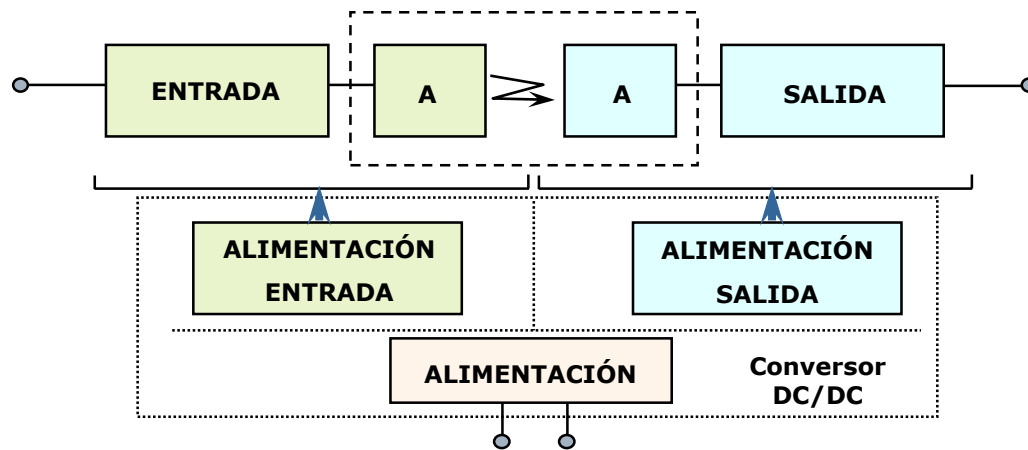 ENTRADA
A
A
SALIDA
ALIMENTACIÓN
ENTRADA
ALIMENTACIÓN
SALIDA
ALIMENTACIÓN
Conversor
DC/DC